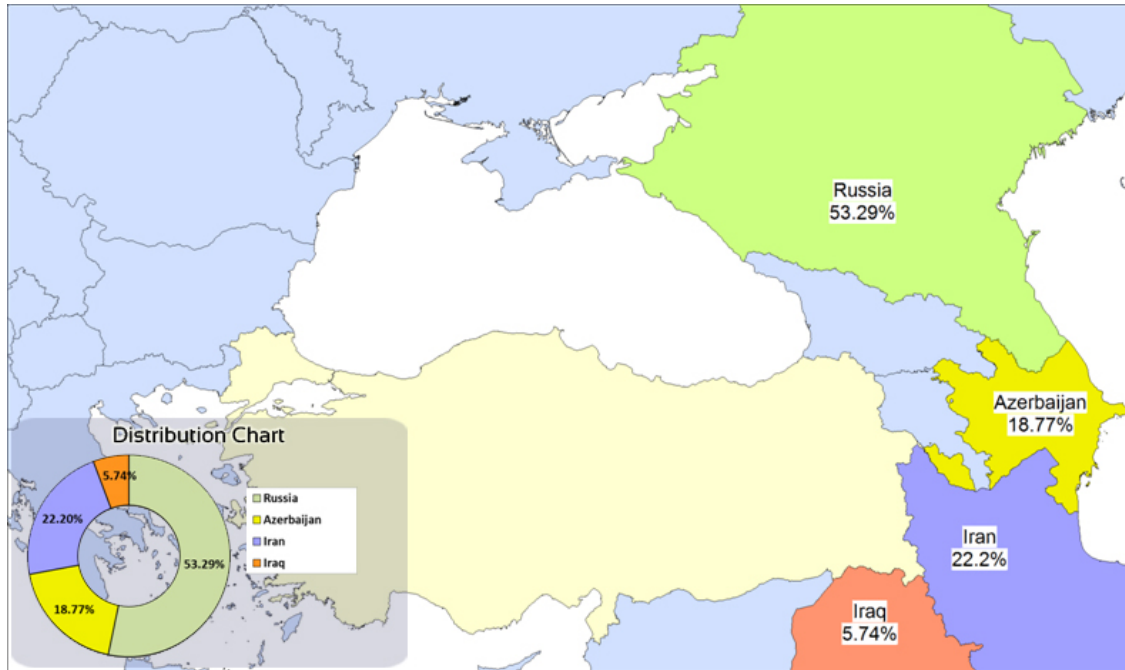 Russia
53.29%
Azerbaijan
18.77%
Iran
22.2%
Iraq
5.74%
Distribution Chart
5.74%
22.20%
53.29%
18.77%
Russia
Azerbaijan
Iran
Iraq